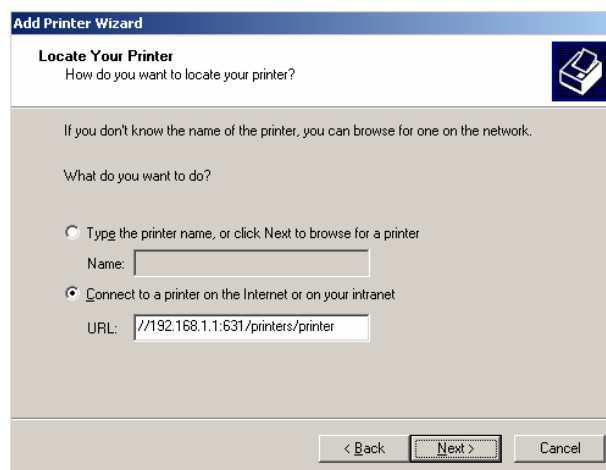 Add Printer Wizard
Locate Your Printer
How do you want to locate your printer?
If you don't know the name of the printer, you can browse for one on the network.
What do you want to do?
Type the printer name, or click Next to browse for a printer
Name:
Connect to a printer on the Internet or on your intranet
URL: //192.168.1.1:631/printers/printer
< Back Next > Cancel